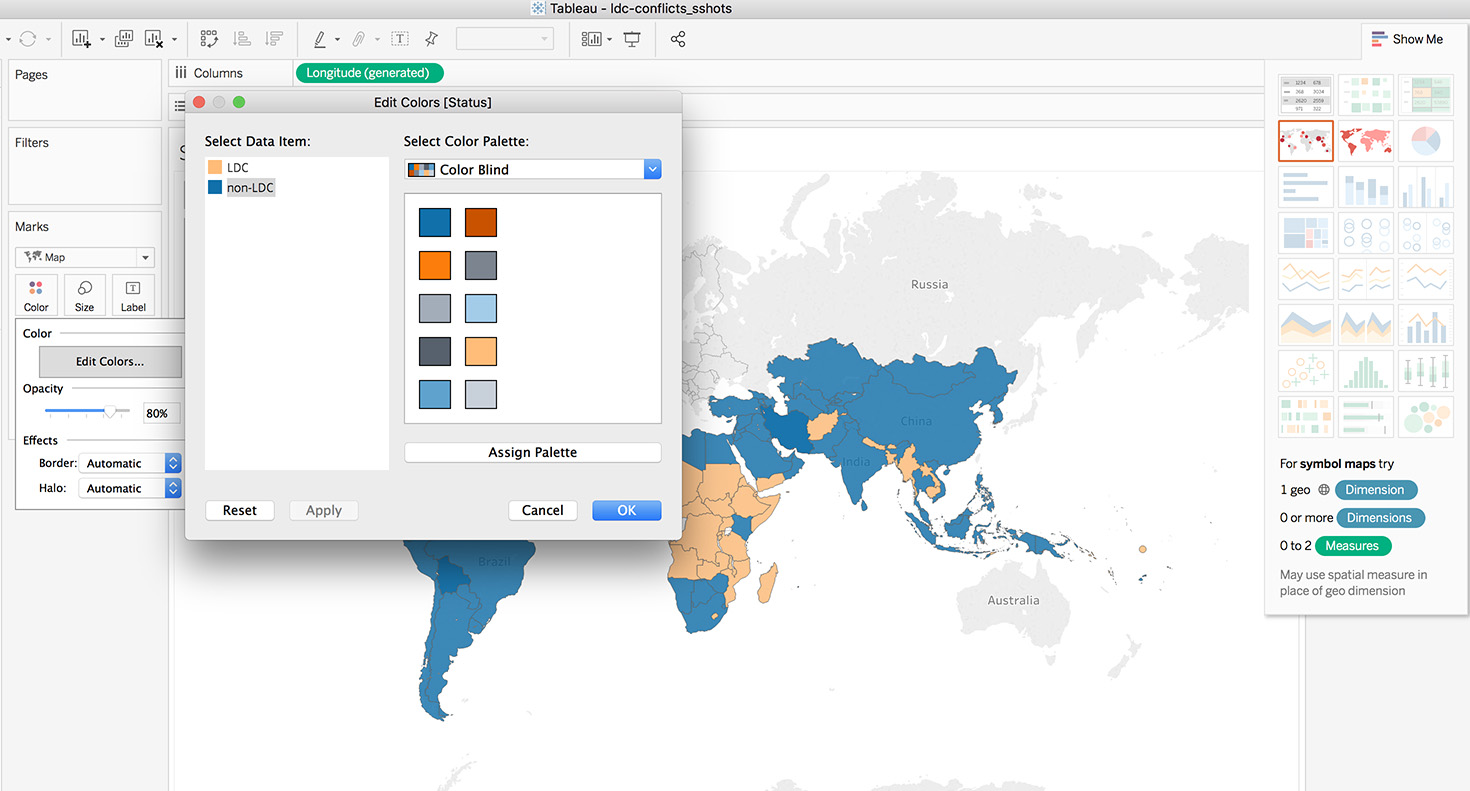 Tableau - ldc-conflicts_sshots
Show Me
Pages
Columns
Longitude (generated)
Edit Colors [Status]
Filters
Select Data Item:
Select Color Palette:
LDC
Color Blind
non-LDC
Marks
Map
Color
Size
Label
Color
Edit Colors...
Opacity
80%
Effects
Border:
Automatic
Halo:
Automatic
Assign Palette
Reset
Apply
Cancel
OK
Russia
China
India
Brazil
Australia
For symbol maps try
1 geo
Dimension
0 or more
Dimensions
0 to 2
Measures
May use spatial measure in
place of geo dimension